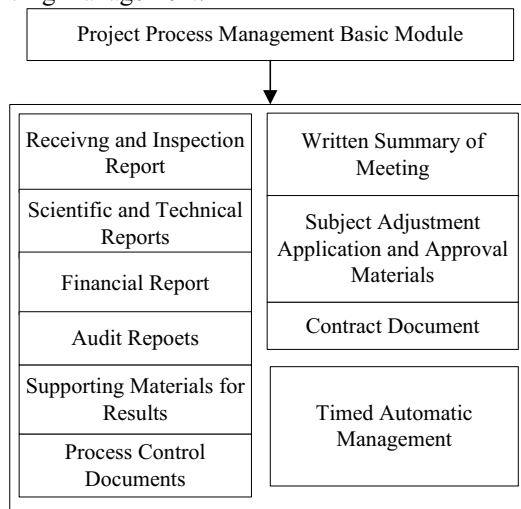 Project Process Management Basic Module
Receivng and Inspection
Report
Scientific and Technical
Reports
Financial Report
Audit Repoets
Supporting Materials for
Results
Process Control
Documents
Written Summary of
Meeting
Subject Adjustment
Application and Approval
Materials
Contract Document
Timed Automatic
Management